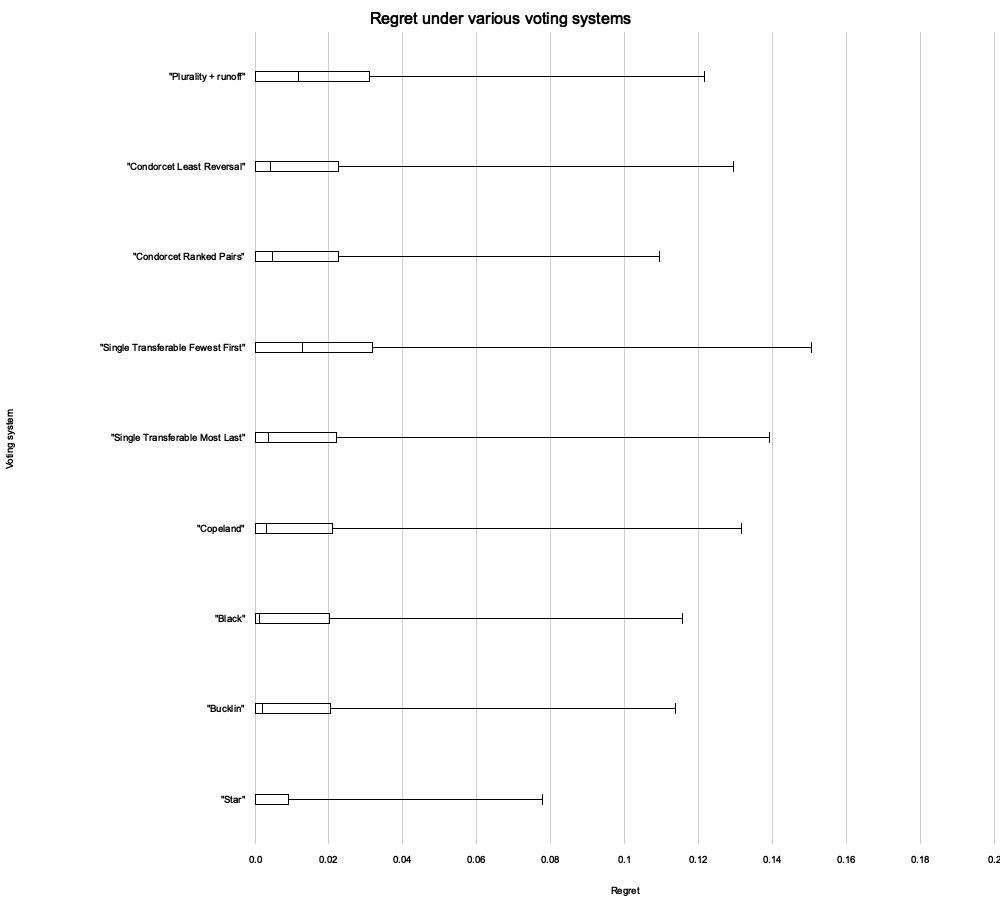 Regret under various voting systems
"Plurality + runoff"
"Condorcet Least Reversal"
"Condorcet Ranked Pairs"
"Single Transferable Fewest First"
"Single Transferable Most Last"
"Copeland"
"Black"
"Bucklin"
"Star"
Voting system
0.0 0.02 0.04 0.06 0.08 0.1 0.12 0.14 0.16 0.18 0.2
Regret